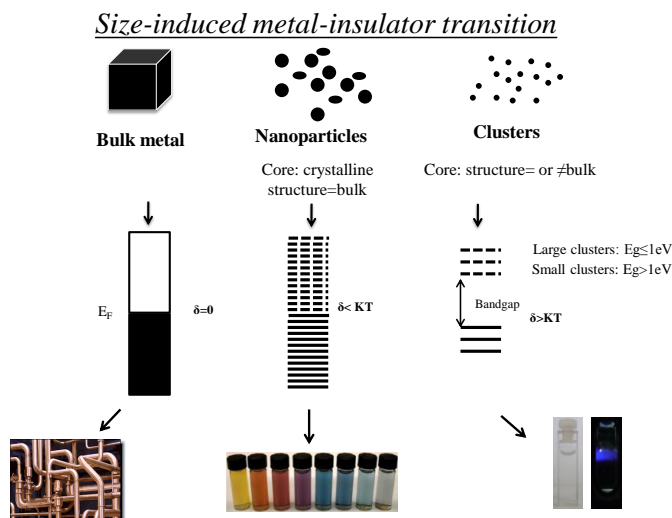 Size-induced metal-insulator transition
Bulk metal
Nanoparticles
Clusters
Core: crystalline
structure=bulk
Core: structure= or ≠bulk
Large clusters: Eg≤1eV
Small clusters: Eg>1eV
Bandgap
E_F
δ=0
δ< KT
δ>KT